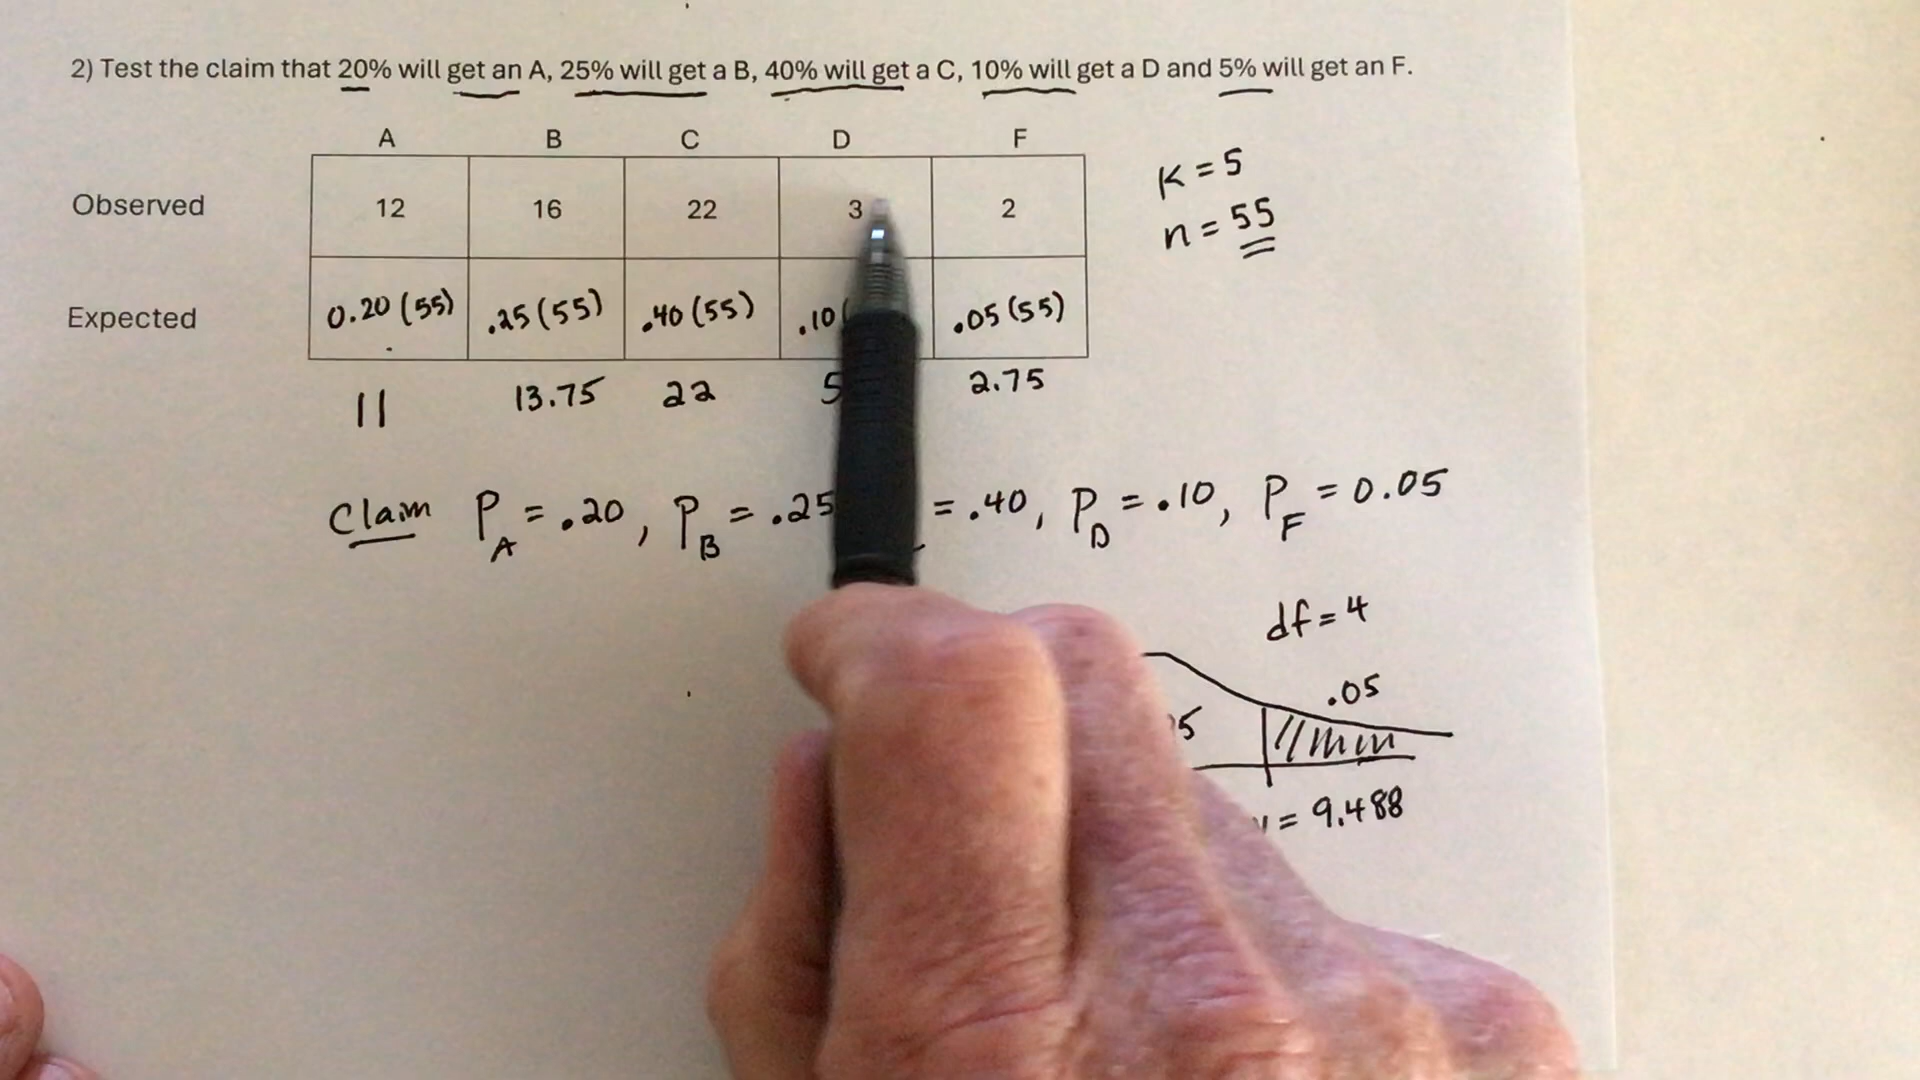 2) Test the claim that 20% will get an A, 25% will get a B, 40% will get a C, 10% will get a D and 5% will get an F.
A B C D F
K = 5
Observed 12 16 22 3 2
n = 55
Expected 0.20 (55) .25 (55) .40 (55) .10 ( .05 (55)
11 13.75 22 5 2.75
Claim P_A = .20, P_B = .25 = .40, P_D = .10, P_F = 0.05
df = 4
.05
5
= 9.488